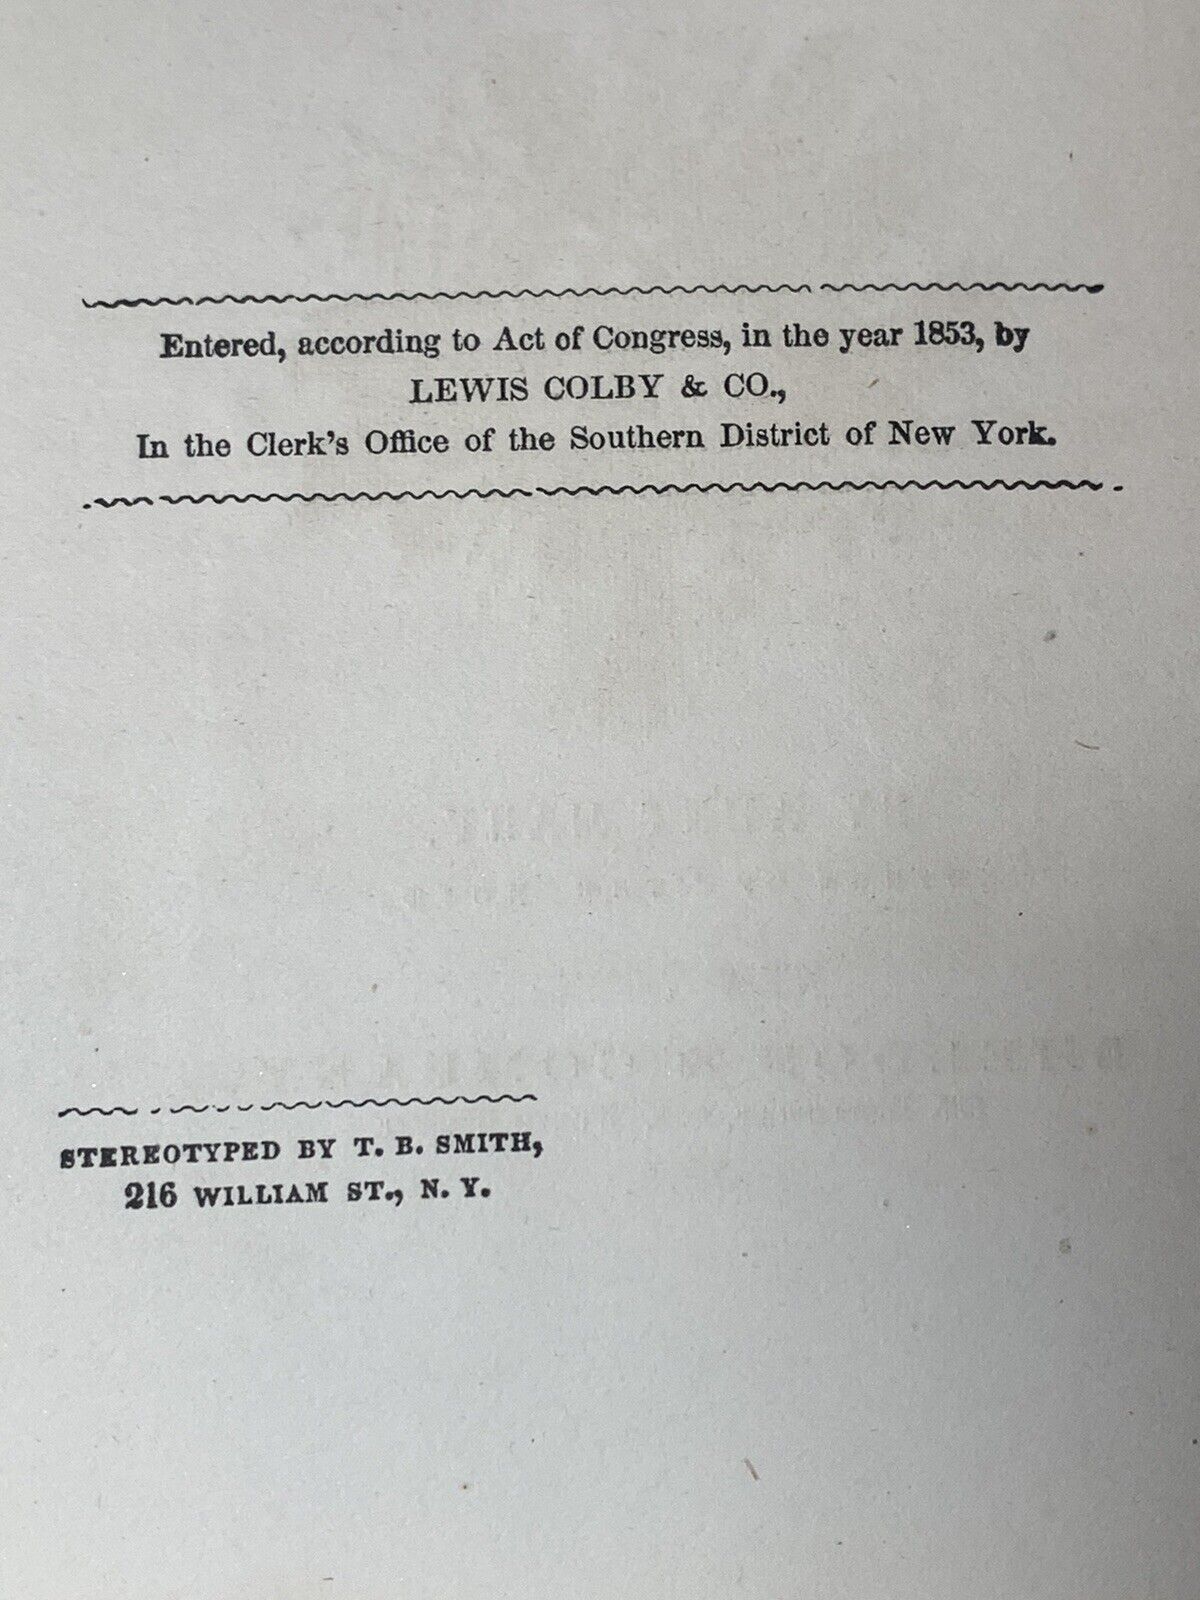 Entered, according to Act of Congress, in the year 1853, by
LEWIS COLBY & CO.,
In the Clerk's Office of the Southern District of New York.
STEREOTYPED BY T. B. SMITH,
216 WILLIAM ST., N. Y.